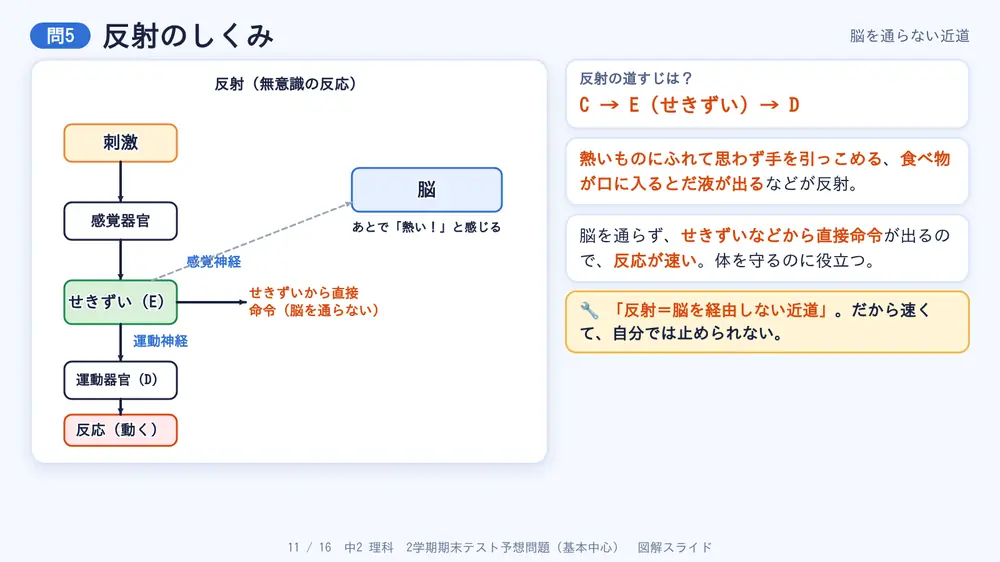 問5
反射のしくみ
脳を通らない近道
反射（無意識の反応）
刺激
感覚器官
脳
あとで「熱い！」と感じる
感覚神経
せきずい（E）
せきずいから直接
命令（脳を通らない）
運動神経
運動器官（D）
反応（動く）
反射の道すじは？
C → E（せきずい）→ D
熱いものにふれて思わず手を引っこめる、食べ物
が口に入るとだ液が出るなどが反射。
脳を通らず、せきずいなどから直接命令が出るの
で、反応が速い。体を守るのに役立つ。
🔧 「反射＝脳を経由しない近道」。だから速く
て、自分では止められない。
11 / 16　中2 理科　2学期期末テスト予想問題（基本中心）　図解スライド